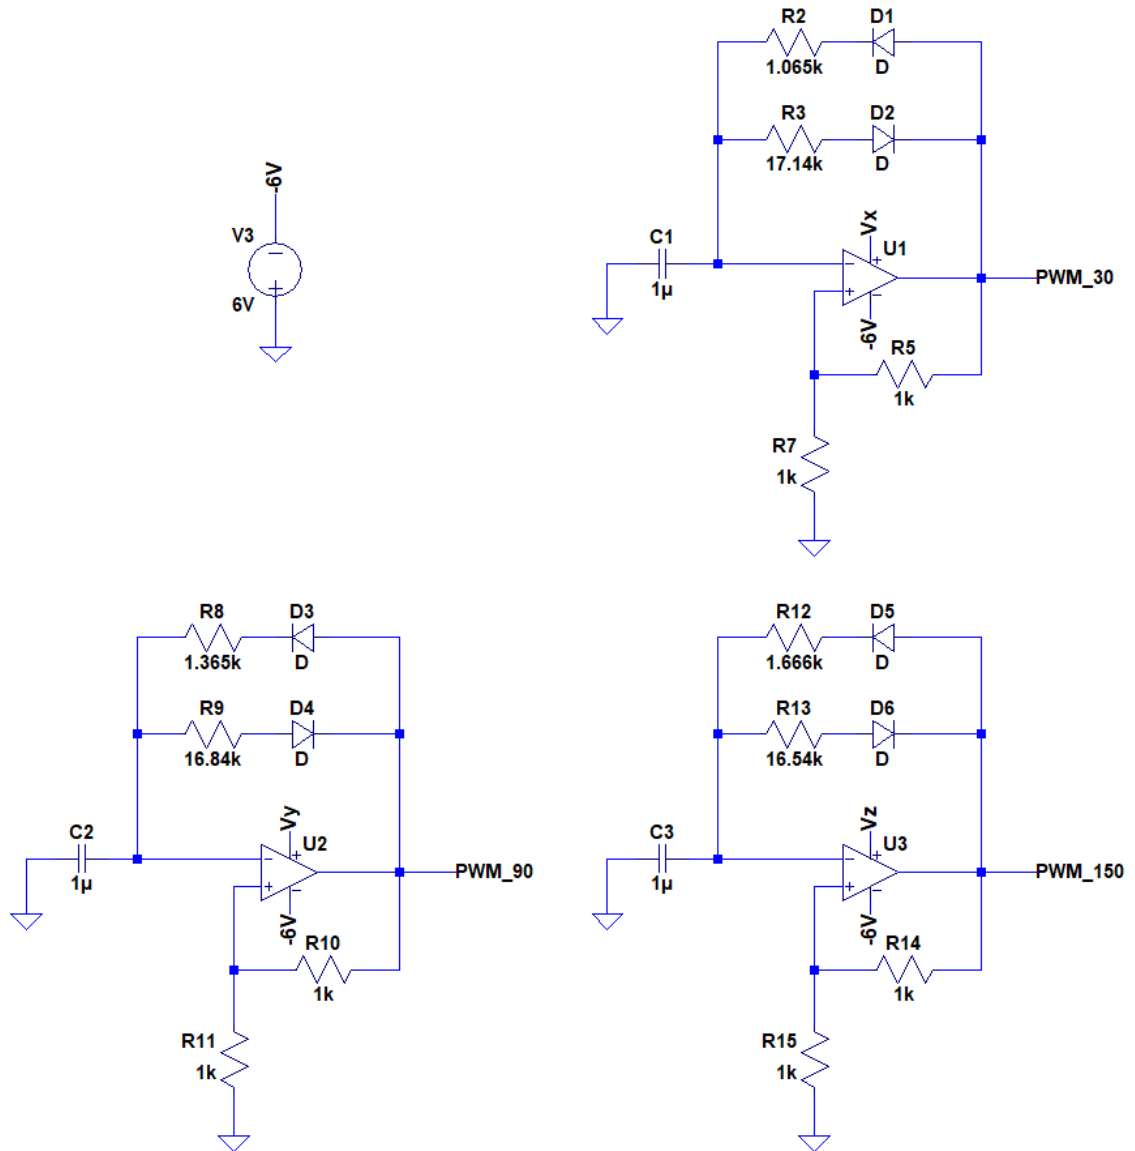 R2
D1
1.065k
D
R3
D2
17.14k
D
-6V
V3
6V
C1
1µ
Vx
U1
-6V
PWM_30
R5
1k
R7
1k
R8
D3
1.365k
D
R9
D4
16.84k
D
C2
1µ
Vy
U2
-6V
PWM_90
R10
1k
R11
1k
R12
D5
1.666k
D
R13
D6
16.54k
D
C3
1µ
Vz
U3
-6V
PWM_150
R14
1k
R15
1k